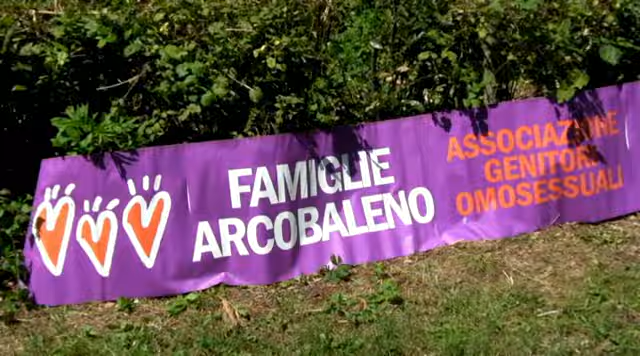 FAMIGLIE
ARCOBALENO
ASSOCIAZIONE
GENITORI
OMOSESSUALI